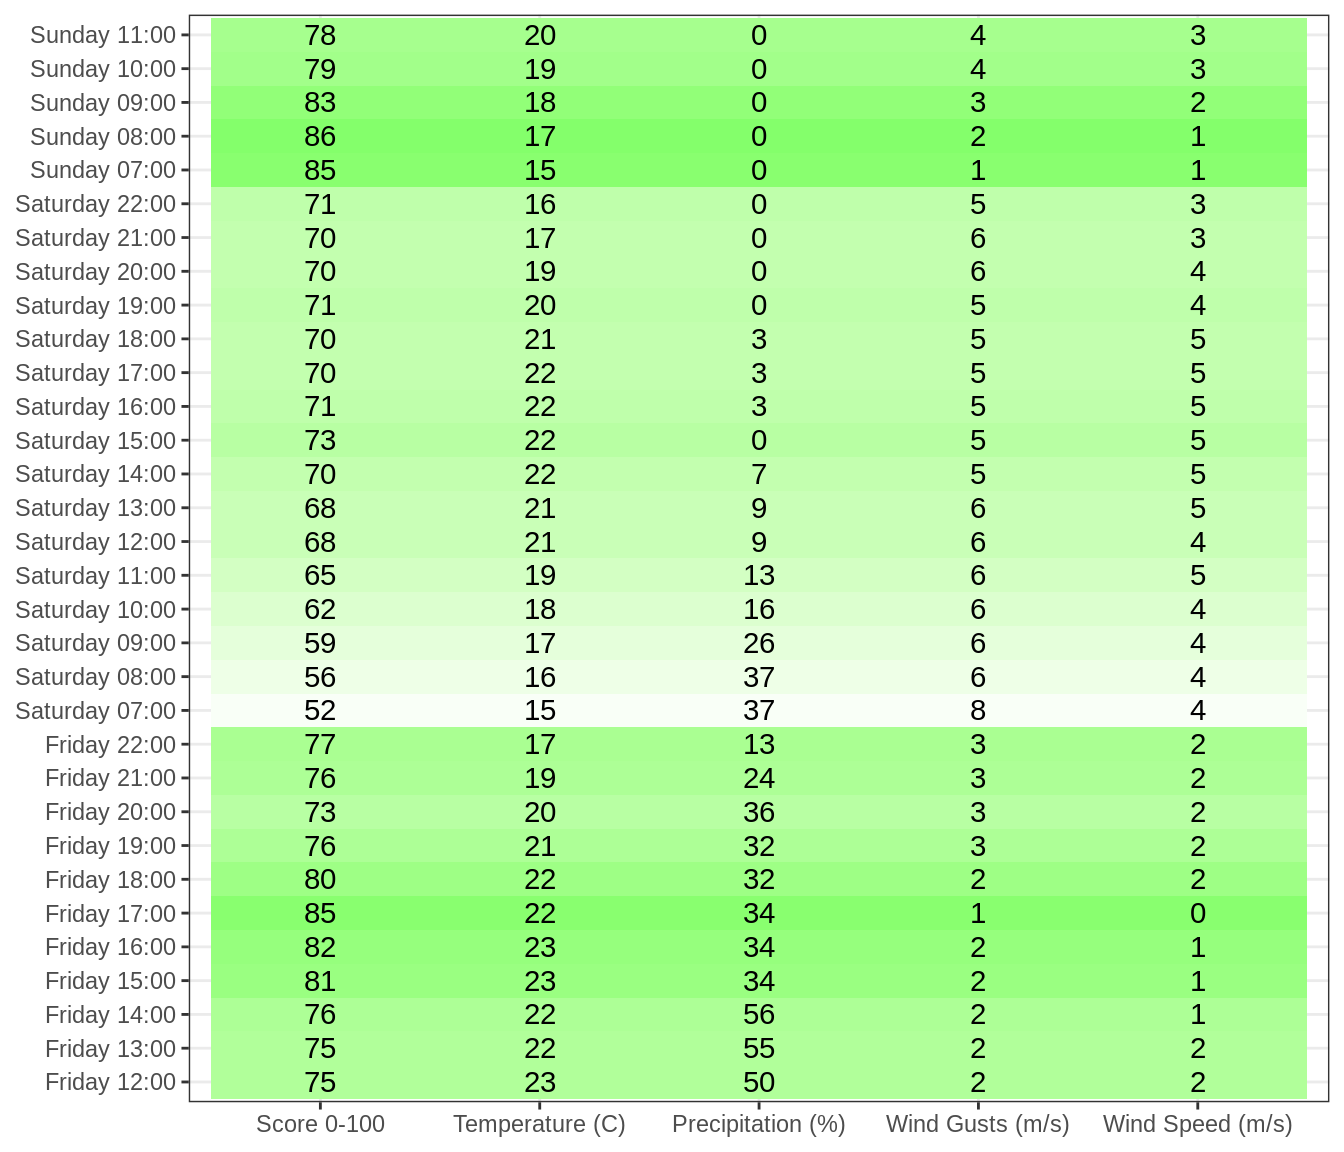 Sunday 11:00 78 20 0 4 3
Sunday 10:00 79 19 0 4 3
Sunday 09:00 83 18 0 3 2
Sunday 08:00 86 17 0 2 1
Sunday 07:00 85 15 0 1 1
Saturday 22:00 71 16 0 5 3
Saturday 21:00 70 17 0 6 3
Saturday 20:00 70 19 0 6 4
Saturday 19:00 71 20 0 5 4
Saturday 18:00 70 21 3 5 5
Saturday 17:00 70 22 3 5 5
Saturday 16:00 71 22 3 5 5
Saturday 15:00 73 22 0 5 5
Saturday 14:00 70 22 7 5 5
Saturday 13:00 68 21 9 6 5
Saturday 12:00 68 21 9 6 4
Saturday 11:00 65 19 13 6 5
Saturday 10:00 62 18 16 6 4
Saturday 09:00 59 17 26 6 4
Saturday 08:00 56 16 37 6 4
Saturday 07:00 52 15 37 8 4
Friday 22:00 77 17 13 3 2
Friday 21:00 76 19 24 3 2
Friday 20:00 73 20 36 3 2
Friday 19:00 76 21 32 3 2
Friday 18:00 80 22 32 2 2
Friday 17:00 85 22 34 1 0
Friday 16:00 82 23 34 2 1
Friday 15:00 81 23 34 2 1
Friday 14:00 76 22 56 2 1
Friday 13:00 75 22 55 2 2
Friday 12:00 75 23 50 2 2
Score 0-100 Temperature (C) Precipitation (%) Wind Gusts (m/s) Wind Speed (m/s)